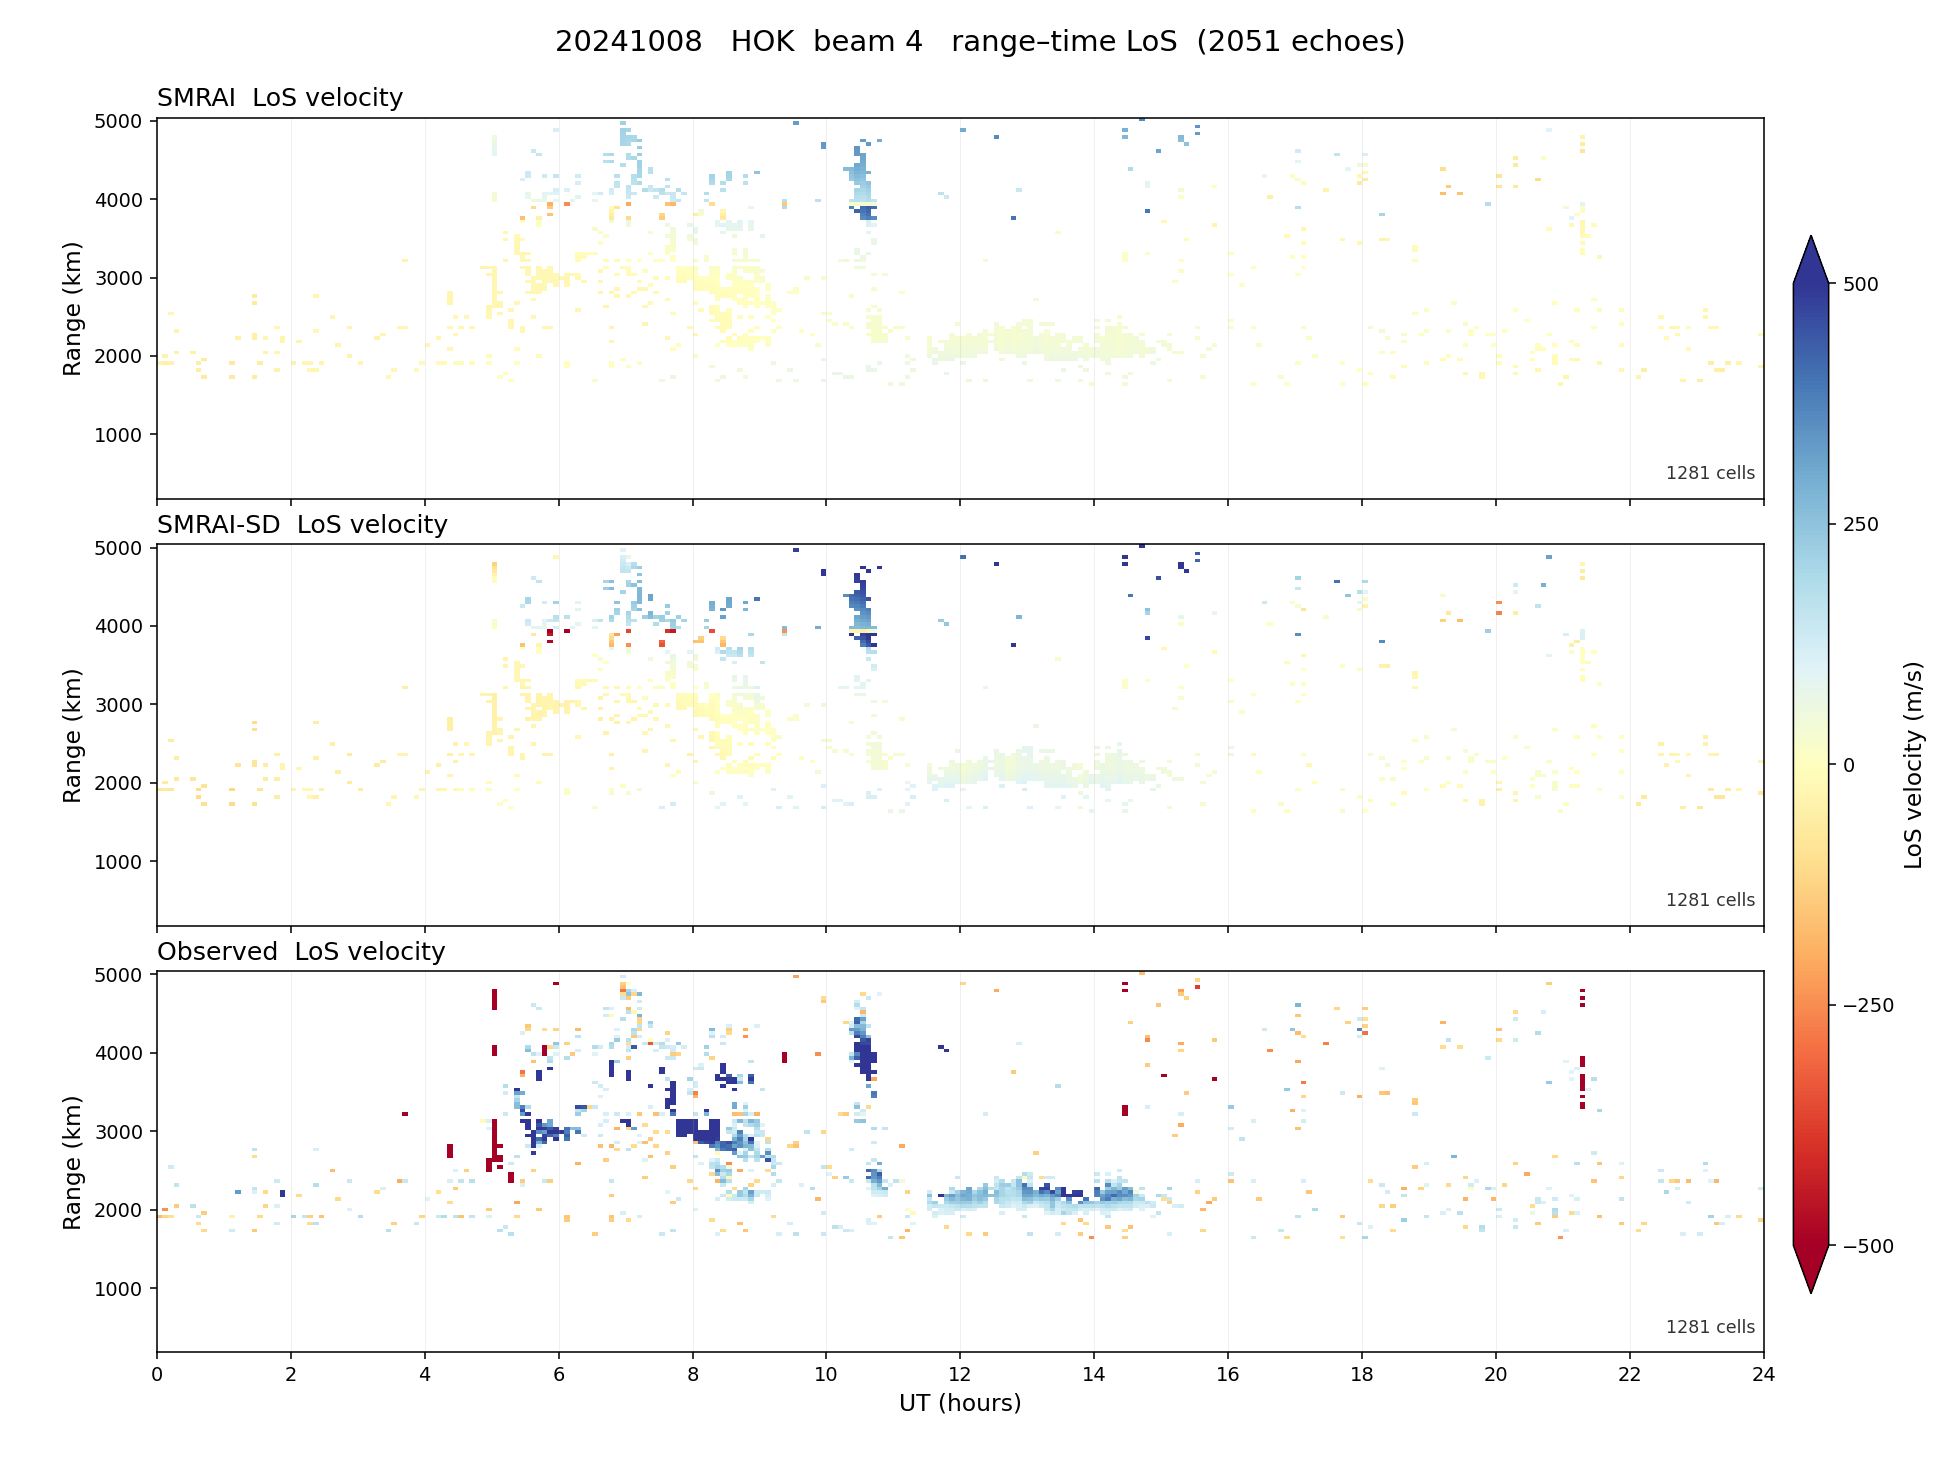 20241008   HOK  beam 4   range–time LoS  (2051 echoes)
SMRAI  LoS velocity
5000
4000
3000
2000
1000
Range (km)
1281 cells
SMRAI-SD  LoS velocity
5000
4000
3000
2000
1000
Range (km)
1281 cells
Observed  LoS velocity
5000
4000
3000
2000
1000
Range (km)
1281 cells
0 2 4 6 8 10 12 14 16 18 20 22 24
UT (hours)
500
250
0
−250
−500
LoS velocity (m/s)